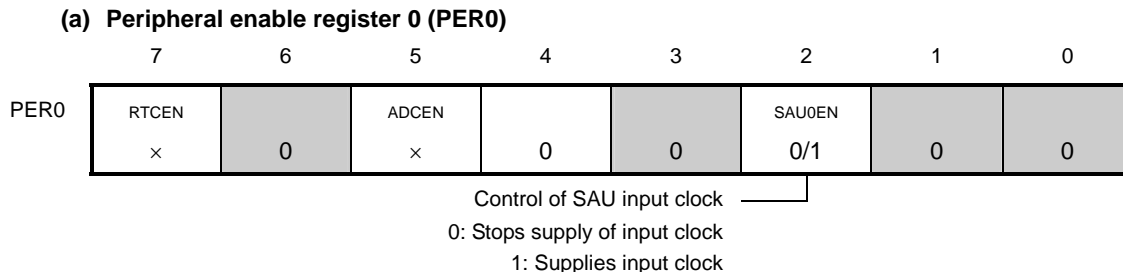 (a) Peripheral enable register 0 (PER0)
7 6 5 4 3 2 1 0
PER0 RTCEN ADCEN SAU0EN
× 0 × 0 0 0/1 0 0
Control of SAU input clock
0: Stops supply of input clock
1: Supplies input clock